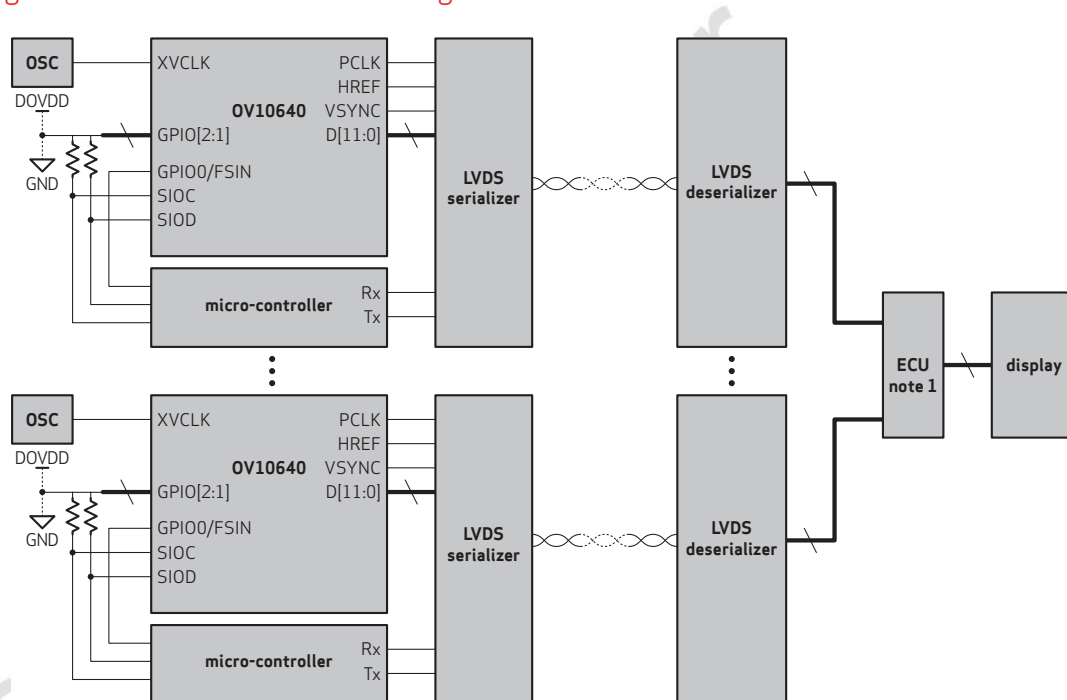 OSC
XVCLK
PCLK
HREF
DOVDD
OV10640
VSYNC
GPIO[2:1]
D[11:0]
GND
GPIO0/FSIN
SIOC
SIOD
LVDS
serializer
LVDS
deserializer
micro-controller
Rx
Tx
ECU
note 1
display
OSC
XVCLK
PCLK
HREF
DOVDD
OV10640
VSYNC
GPIO[2:1]
D[11:0]
GND
GPIO0/FSIN
SIOC
SIOD
LVDS
serializer
LVDS
deserializer
micro-controller
Rx
Tx